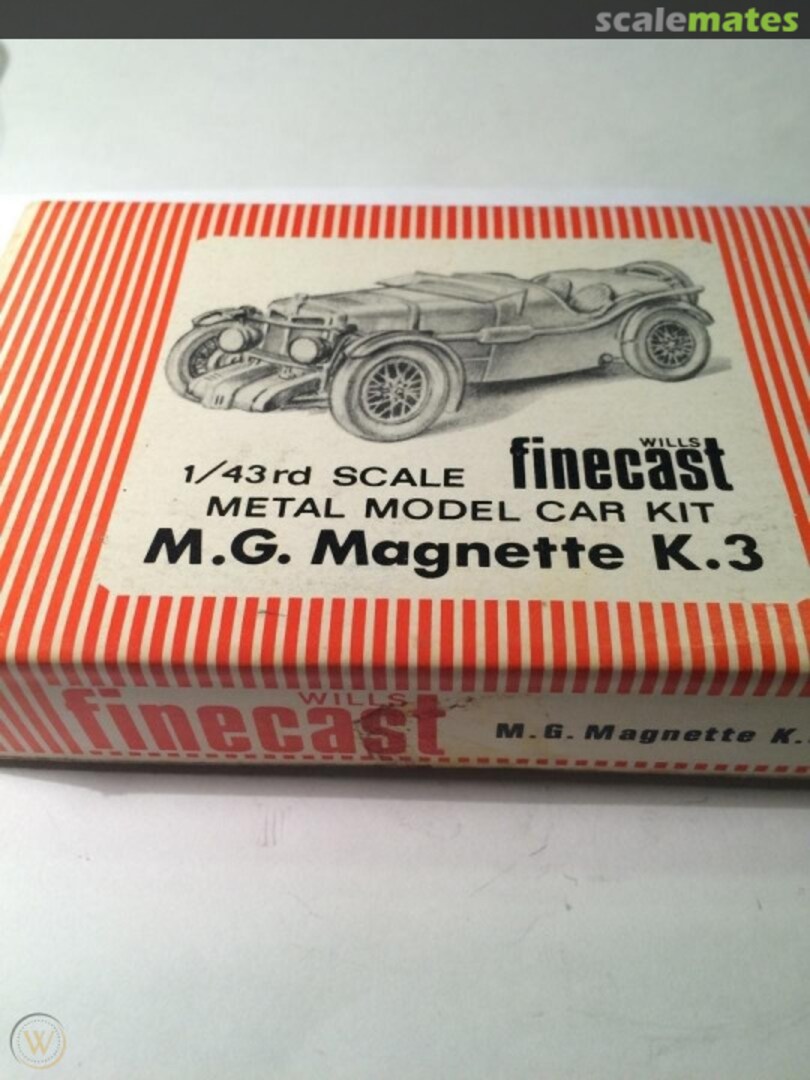 scalemates
WILLS
finecast
1/43rd SCALE
METAL MODEL CAR KIT
M.G. Magnette K.3
WILLS
finecast
M.G. Magnette K.
W